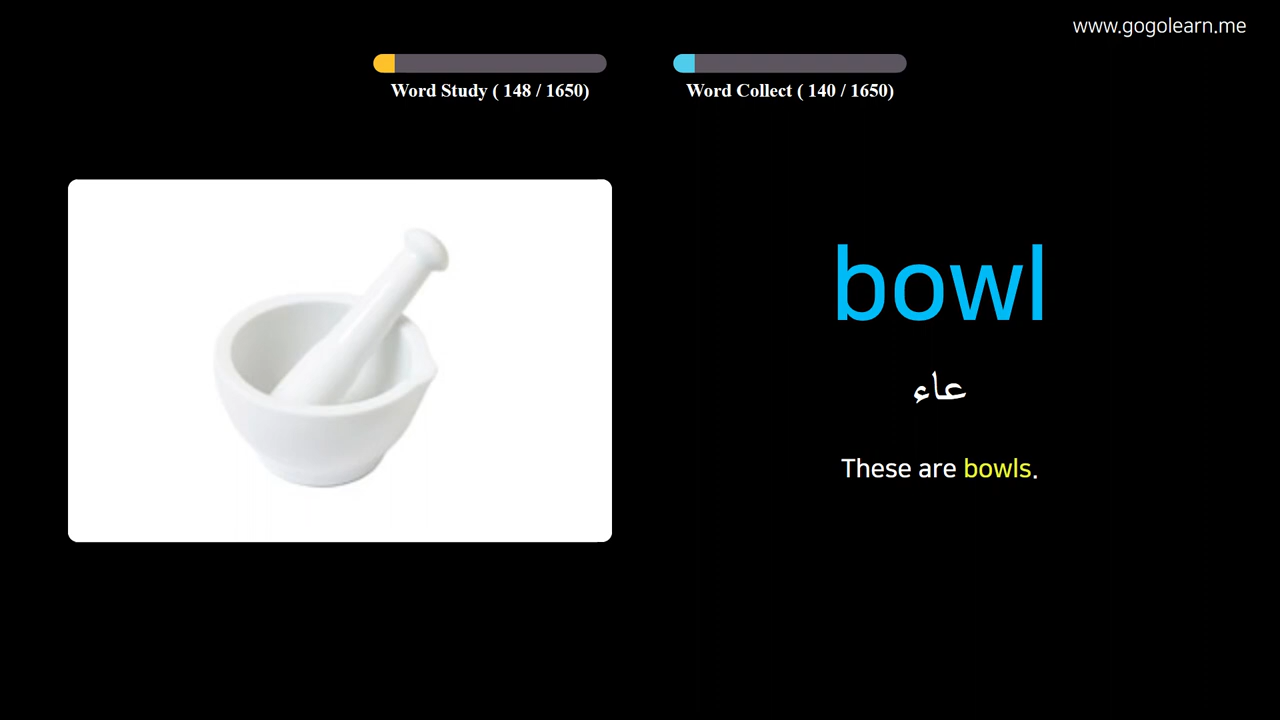 www.gogolearn.me
Word Study ( 148 / 1650)
Word Collect ( 140 / 1650)
bowl
عاء
These are bowls.